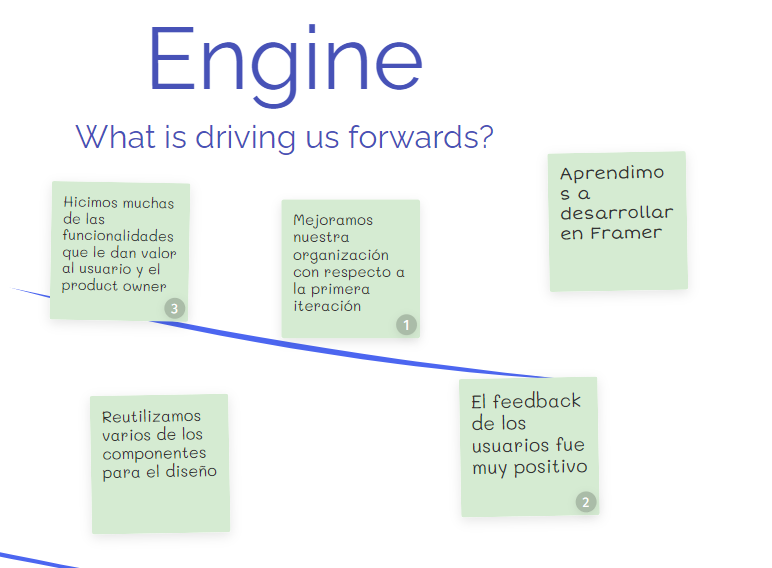 Engine
What is driving us forwards?
Hicimos muchas
de las
funcionalidades
que le dan valor
al usuario y el
product owner
3
Mejoramos
nuestra
organización
con respecto a
la primera
iteración
1
Aprendimo
s a
desarrollar
en Framer
Reutilizamos
varios de los
componentes
para el diseño
El feedback
de los
usuarios fue
muy positivo
2